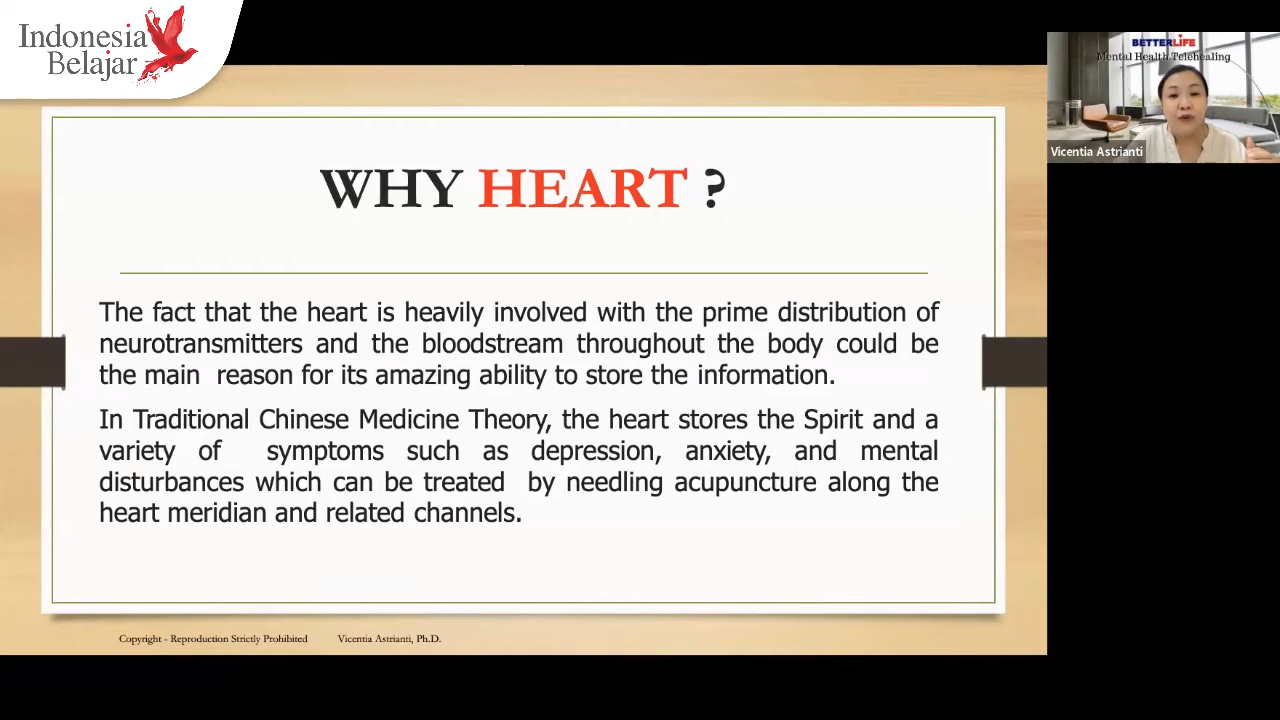 Indonesia
Belajar
BETTERLIFE
Mental Health Telehealing
Vicentia Astrianti
WHY HEART ?
The fact that the heart is heavily involved with the prime distribution of
neurotransmitters and the bloodstream throughout the body could be
the main reason for its amazing ability to store the information.
In Traditional Chinese Medicine Theory, the heart stores the Spirit and a
variety of symptoms such as depression, anxiety, and mental
disturbances which can be treated by needling acupuncture along the
heart meridian and related channels.
Copyright - Reproduction Strictly Prohibited Vicentia Astrianti, Ph.D.